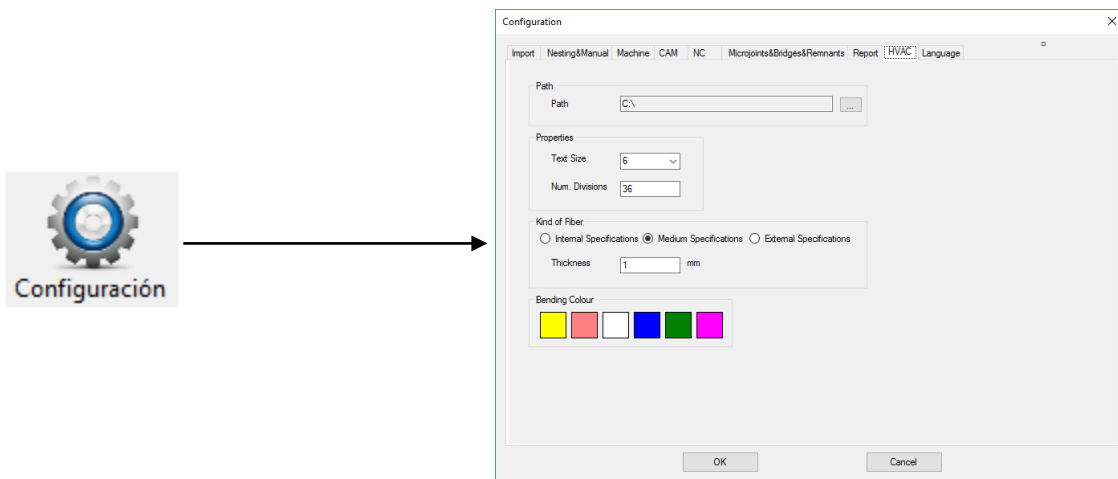 Configuración
Configuration
Import Nesting&Manual Machine CAM NC Microjoints&Bridges&Remnants Report HVAC Language
Path
Path C:\ ...
Properties
Text Size 6
Num. Divisions 36
Kind of Fiber
Internal Specifications Medium Specifications External Specifications
Thickness 1 mm
Bending Colour
OK Cancel